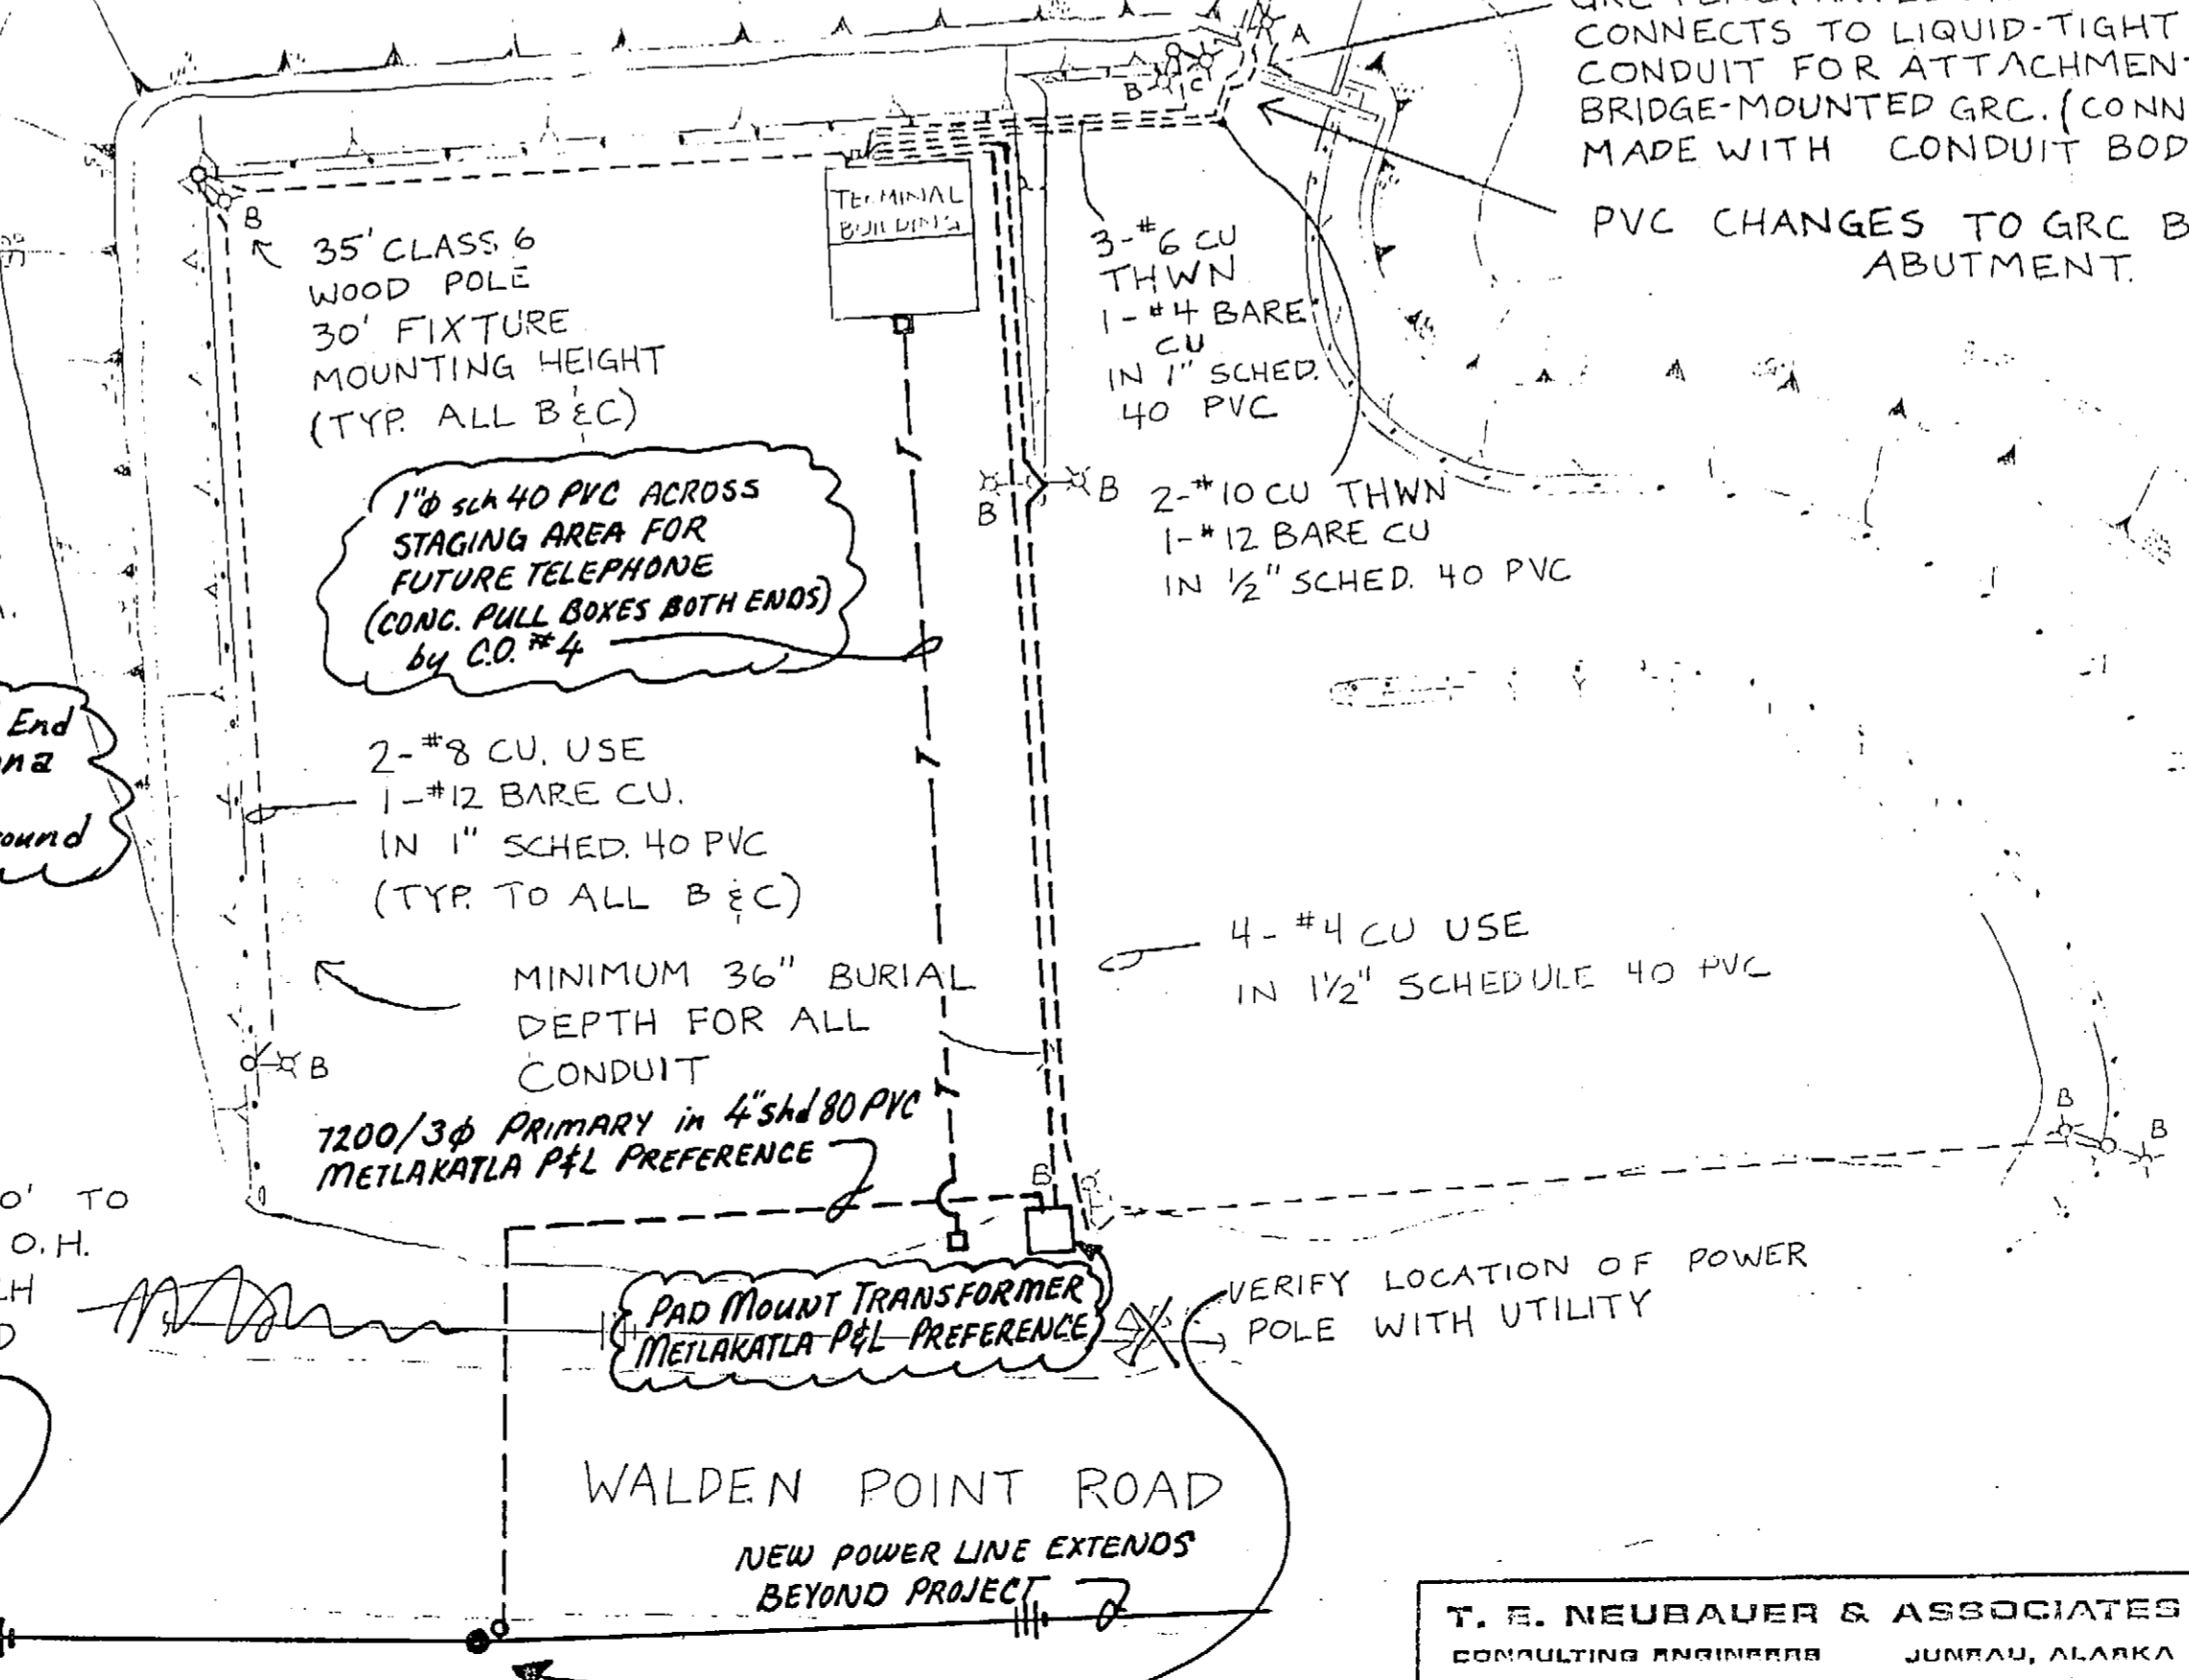 CONNECTS TO LIQUID-TIGHT
CONDUIT FOR
BRIDGE-MOUNTED GRC.
MADE WITH CONDUIT
PVC CHANGES TO GRC
ABUTMENT.
A
B
C
TERMINAL
BUILDING
B
35' CLASS 6
WOOD POLE
30' FIXTURE
MOUNTING HEIGHT
(TYP. ALL B & C)
3-#6 CU
THWN
1-#4 BARE
CU
IN 1" SCHED.
40 PVC
1"φ sch 40 PVC ACROSS
STAGING AREA FOR
FUTURE TELEPHONE
(CONC. PULL BOXES BOTH ENDS)
by C.O. #4
B
B
2-#10 CU THWN
1-#12 BARE CU
IN 1/2" SCHED. 40 PVC
T
T
T
End
2-#8 CU. USE
1-#12 BARE CU.
IN 1" SCHED. 40 PVC
(TYP. TO ALL B & C)
4-#4 CU USE
IN 1 1/2" SCHEDULE 40 PVC
MINIMUM 36" BURIAL
DEPTH FOR ALL
CONDUIT
B
7200/3φ PRIMARY in 4" shd 80 PVC
METLAKATLA P&L PREFERENCE
B
B
B
TO
O.H.
PAD MOUNT TRANSFORMER
METLAKATLA P&L PREFERENCE
VERIFY LOCATION OF POWER
POLE WITH UTILITY
WALDEN POINT ROAD
NEW POWER LINE EXTENDS
BEYOND PROJECT
T. E. NEUBAUER & ASSOCIATES
CONSULTING ENGINEERS JUNEAU, ALASKA